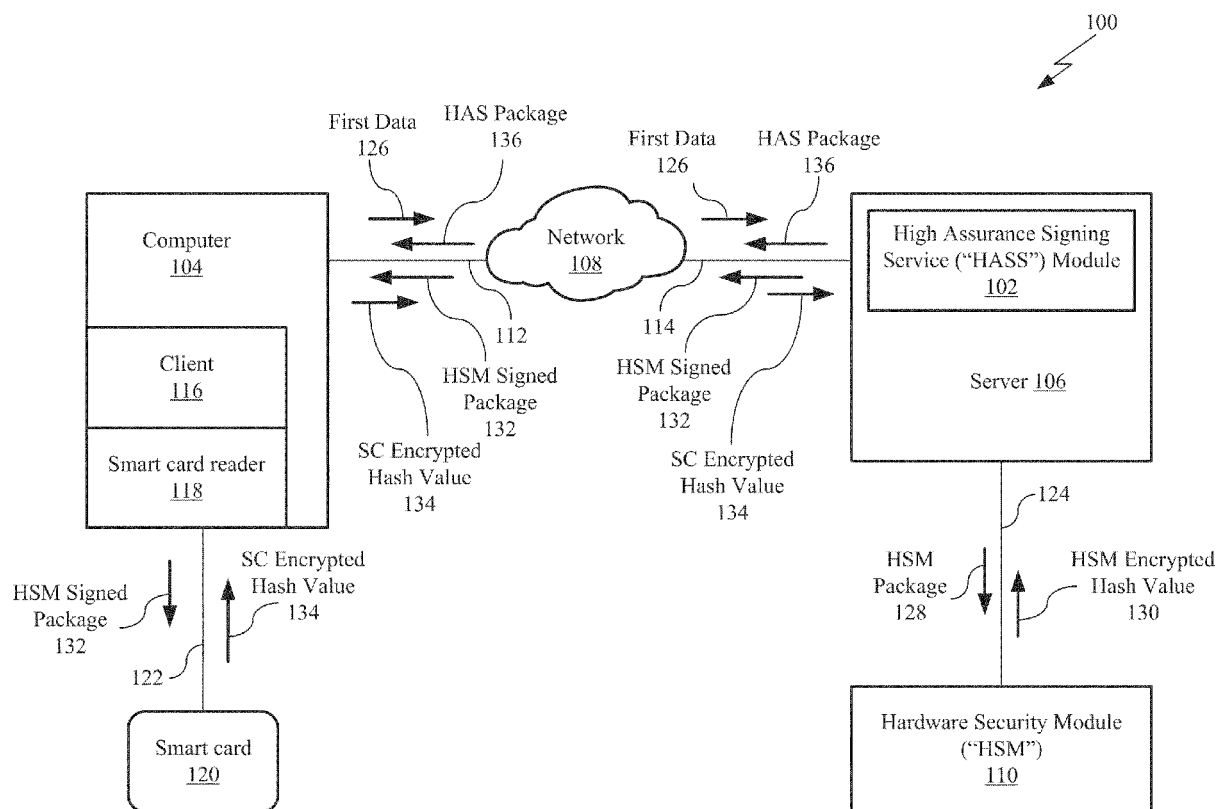 100
First Data
126
HAS Package
136
First Data
126
HAS Package
136
Computer
104
Network
108
High Assurance Signing
Service (“HASS”) Module
102
112
114
Client
116
HSM Signed
Package
132
HSM Signed
Package
132
Server 106
Smart card reader
118
SC Encrypted
Hash Value
134
SC Encrypted
Hash Value
134
124
HSM Signed
Package
132
SC Encrypted
Hash Value
134
HSM
Package
128
HSM Encrypted
Hash Value
130
122
Smart card
120
Hardware Security Module
(“HSM”)
110